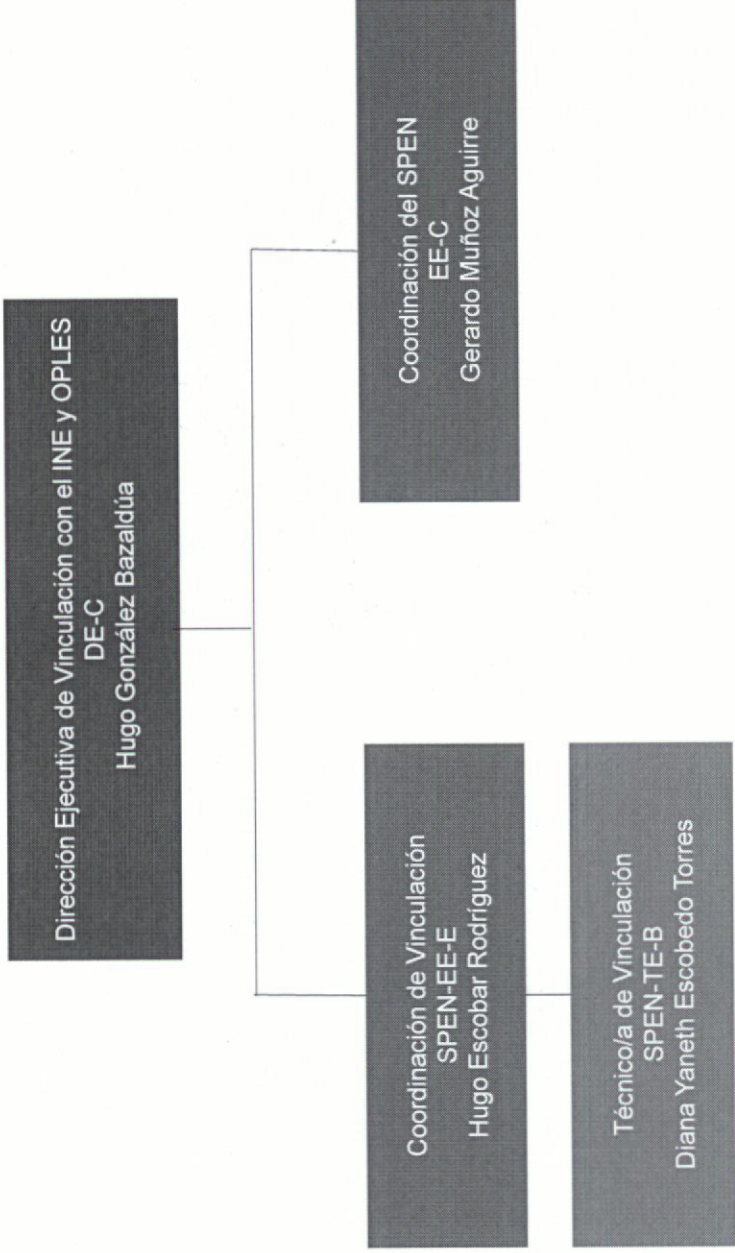 Dirección Ejecutiva de Vinculación con el INE y OPLES
DE-C
Hugo González Bazaldúa
Coordinación de Vinculación
SPEN-EE-E
Hugo Escobar Rodríguez
Técnico/a de Vinculación
SPEN-TE-B
Diana Yaneth Escobedo Torres
Coordinación del SPEN
EE-C
Gerardo Muñoz Aguirre